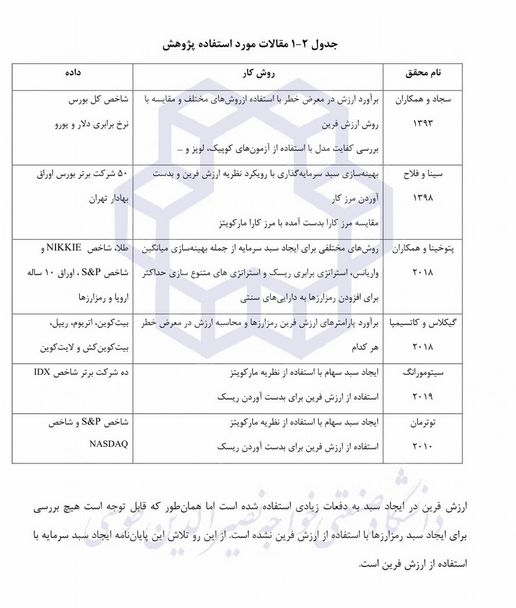 جدول ۲-۱ مقالات مورد استفاده پژوهش
نام محقق	روش کار	داده
سجاد و همکاران
۱۳۹۳
برآورد ارزش در معرض خطر با استفاده ازروش‌های مختلف و مقایسه با
روش ارزش فرین
بررسی کفایت مدل با استفاده از آزمون‌های کوپیک، لوپز و ...
شاخص کل بورس
نرخ برابری دلار و یورو
سینا و فلاح
۱۳۹۸
بهینه‌سازی سبد سرمایه‌گذاری با رویکرد نظریه ارزش فرین و بدست
آوردن مرز کار
مقایسه مرز کارا بدست آمده با مرز کارا مارکویتز
۵۰ شرکت برتر بورس اوراق
بهادار تهران
پتوخینا و همکاران
۲۰۱۸
روش‌های مختلفی برای ایجاد سبد سرمایه از جمله بهینه‌سازی میانگین
واریانس، استراتژی برابری ریسک و استراتژی های متنوع سازی حداکثر
برای افزودن رمزارزها به دارایی‌های سنتی
طلا، شاخص NIKKIE و
شاخص S&P ، اوراق ۱۰ ساله
اروپا و رمزارزها
گیکلاس و کاتسیمپا
۲۰۱۸
برآورد پارامترهای ارزش فرین رمزارزها و محاسبه ارزش در معرض خطر
هر کدام
بیت‌کوین، اتریوم، ریپل،
بیت‌کوین‌کش و لایت‌کوین
سیتومورانگ
۲۰۱۹
ایجاد سبد سهام با استفاده از نظریه مارکویتز
استفاده از ارزش فرین برای بدست آوردن ریسک
ده شرکت برتر شاخص IDX
توترمان
۲۰۱۰
ایجاد سبد سهام با استفاده از نظریه مارکویتز
استفاده از ارزش فرین برای بدست آوردن ریسک
شاخص S&P و شاخص
NASDAQ
ارزش فرین در ایجاد سبد به دفعات زیادی استفاده شده است اما همان‌طور که قابل توجه است هیچ بررسی
برای ایجاد سبد رمزارزها با استفاده از ارزش فرین نشده است. از این رو تلاش این پایان‌نامه ایجاد سبد سرمایه با
استفاده از ارزش فرین است.
دانشگاه صنعتی خواجه نصیرالدین طوسی